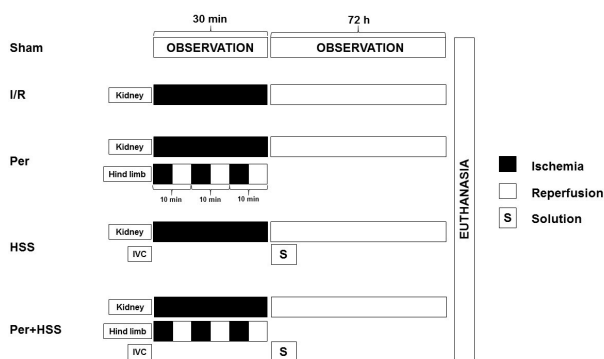 30 min 72 h
Sham OBSERVATION OBSERVATION
I/R Kidney
Kidney
Per
Hind limb
10 min 10 min 10 min
EUTHANASIA
Ischemia
Reperfusion
S Solution
Kidney
HSS
IVC S
Kidney
Per+HSS Hind limb
IVC S